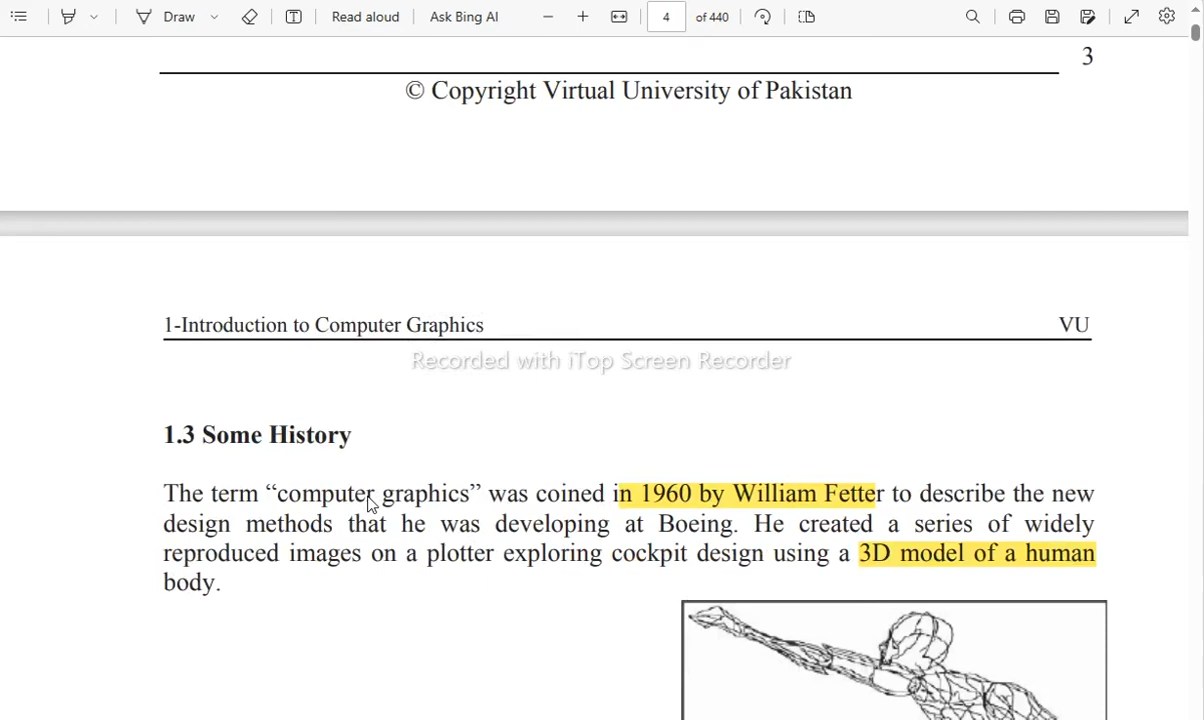 Draw
Read aloud
Ask Bing AI
4
of 440
3
© Copyright Virtual University of Pakistan
1-Introduction to Computer Graphics
VU
Recorded with iTop Screen Recorder
1.3 Some History
The term “computer graphics” was coined in 1960 by William Fetter to describe the new
design methods that he was developing at Boeing. He created a series of widely
reproduced images on a plotter exploring cockpit design using a 3D model of a human
body.